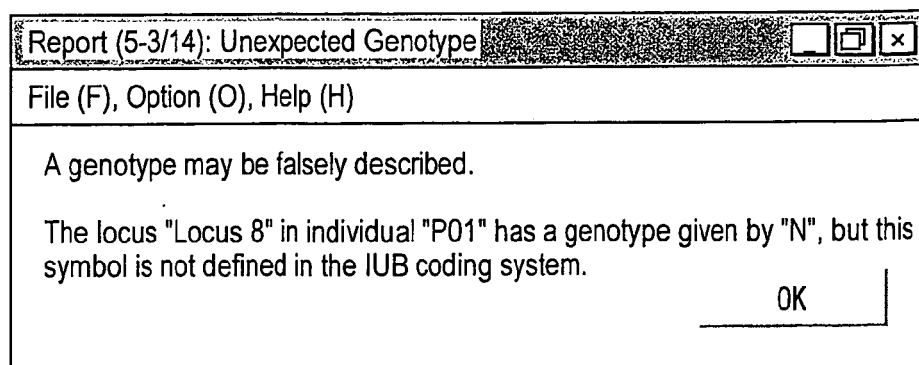 Report (5-3/14): Unexpected Genotype
File (F), Option (O), Help (H)
A genotype may be falsely described.
The locus "Locus 8" in individual "P01" has a genotype given by "N", but this
symbol is not defined in the IUB coding system.
OK